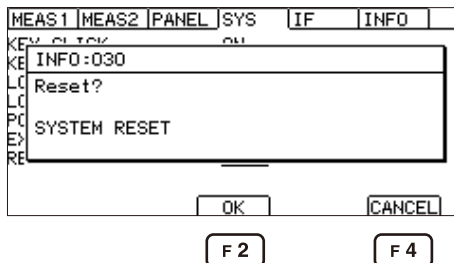 MEAS1 MEAS2 PANEL SYS IF INFO
INFO:030
Reset?
SYSTEM RESET
OK CANCEL
F2 F4